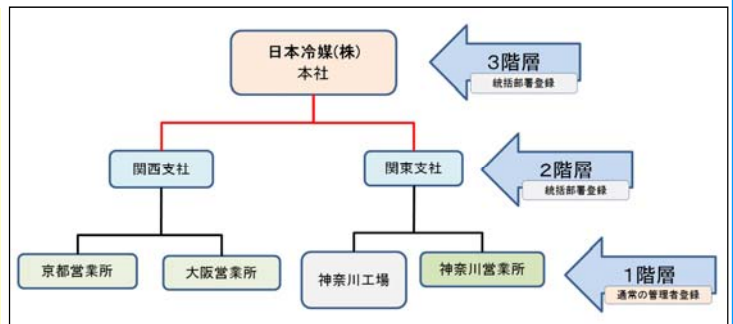 日本冷媒(株)
本社
3階層
統括部署登録
関西支社
関東支社
2階層
統括部署登録
京都営業所
大阪営業所
神奈川工場
神奈川営業所
1階層
通常の管理者登録